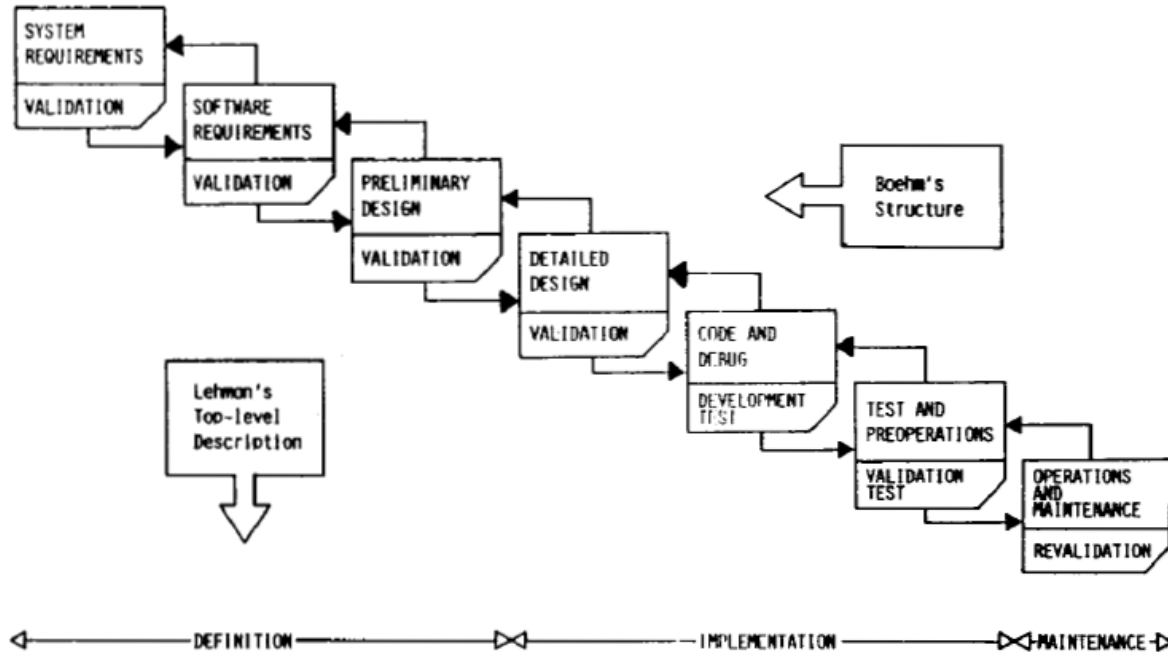 SYSTEM
REQUIREMENTS
VALIDATION
SOFTWARE
REQUIREMENTS
VALIDATION
PRELIMINARY
DESIGN
VALIDATION
Boehm's
Structure
DETAILED
DESIGN
VALIDATION
CODE AND
DEBUG
DEVELOPMENT
TEST
Lehman's
Top-level
Description
TEST AND
PREOPERATIONS
VALIDATION
TEST
OPERATIONS
AND
MAINTENANCE
REVALIDATION
DEFINITION
IMPLEMENTATION
MAINTENANCE